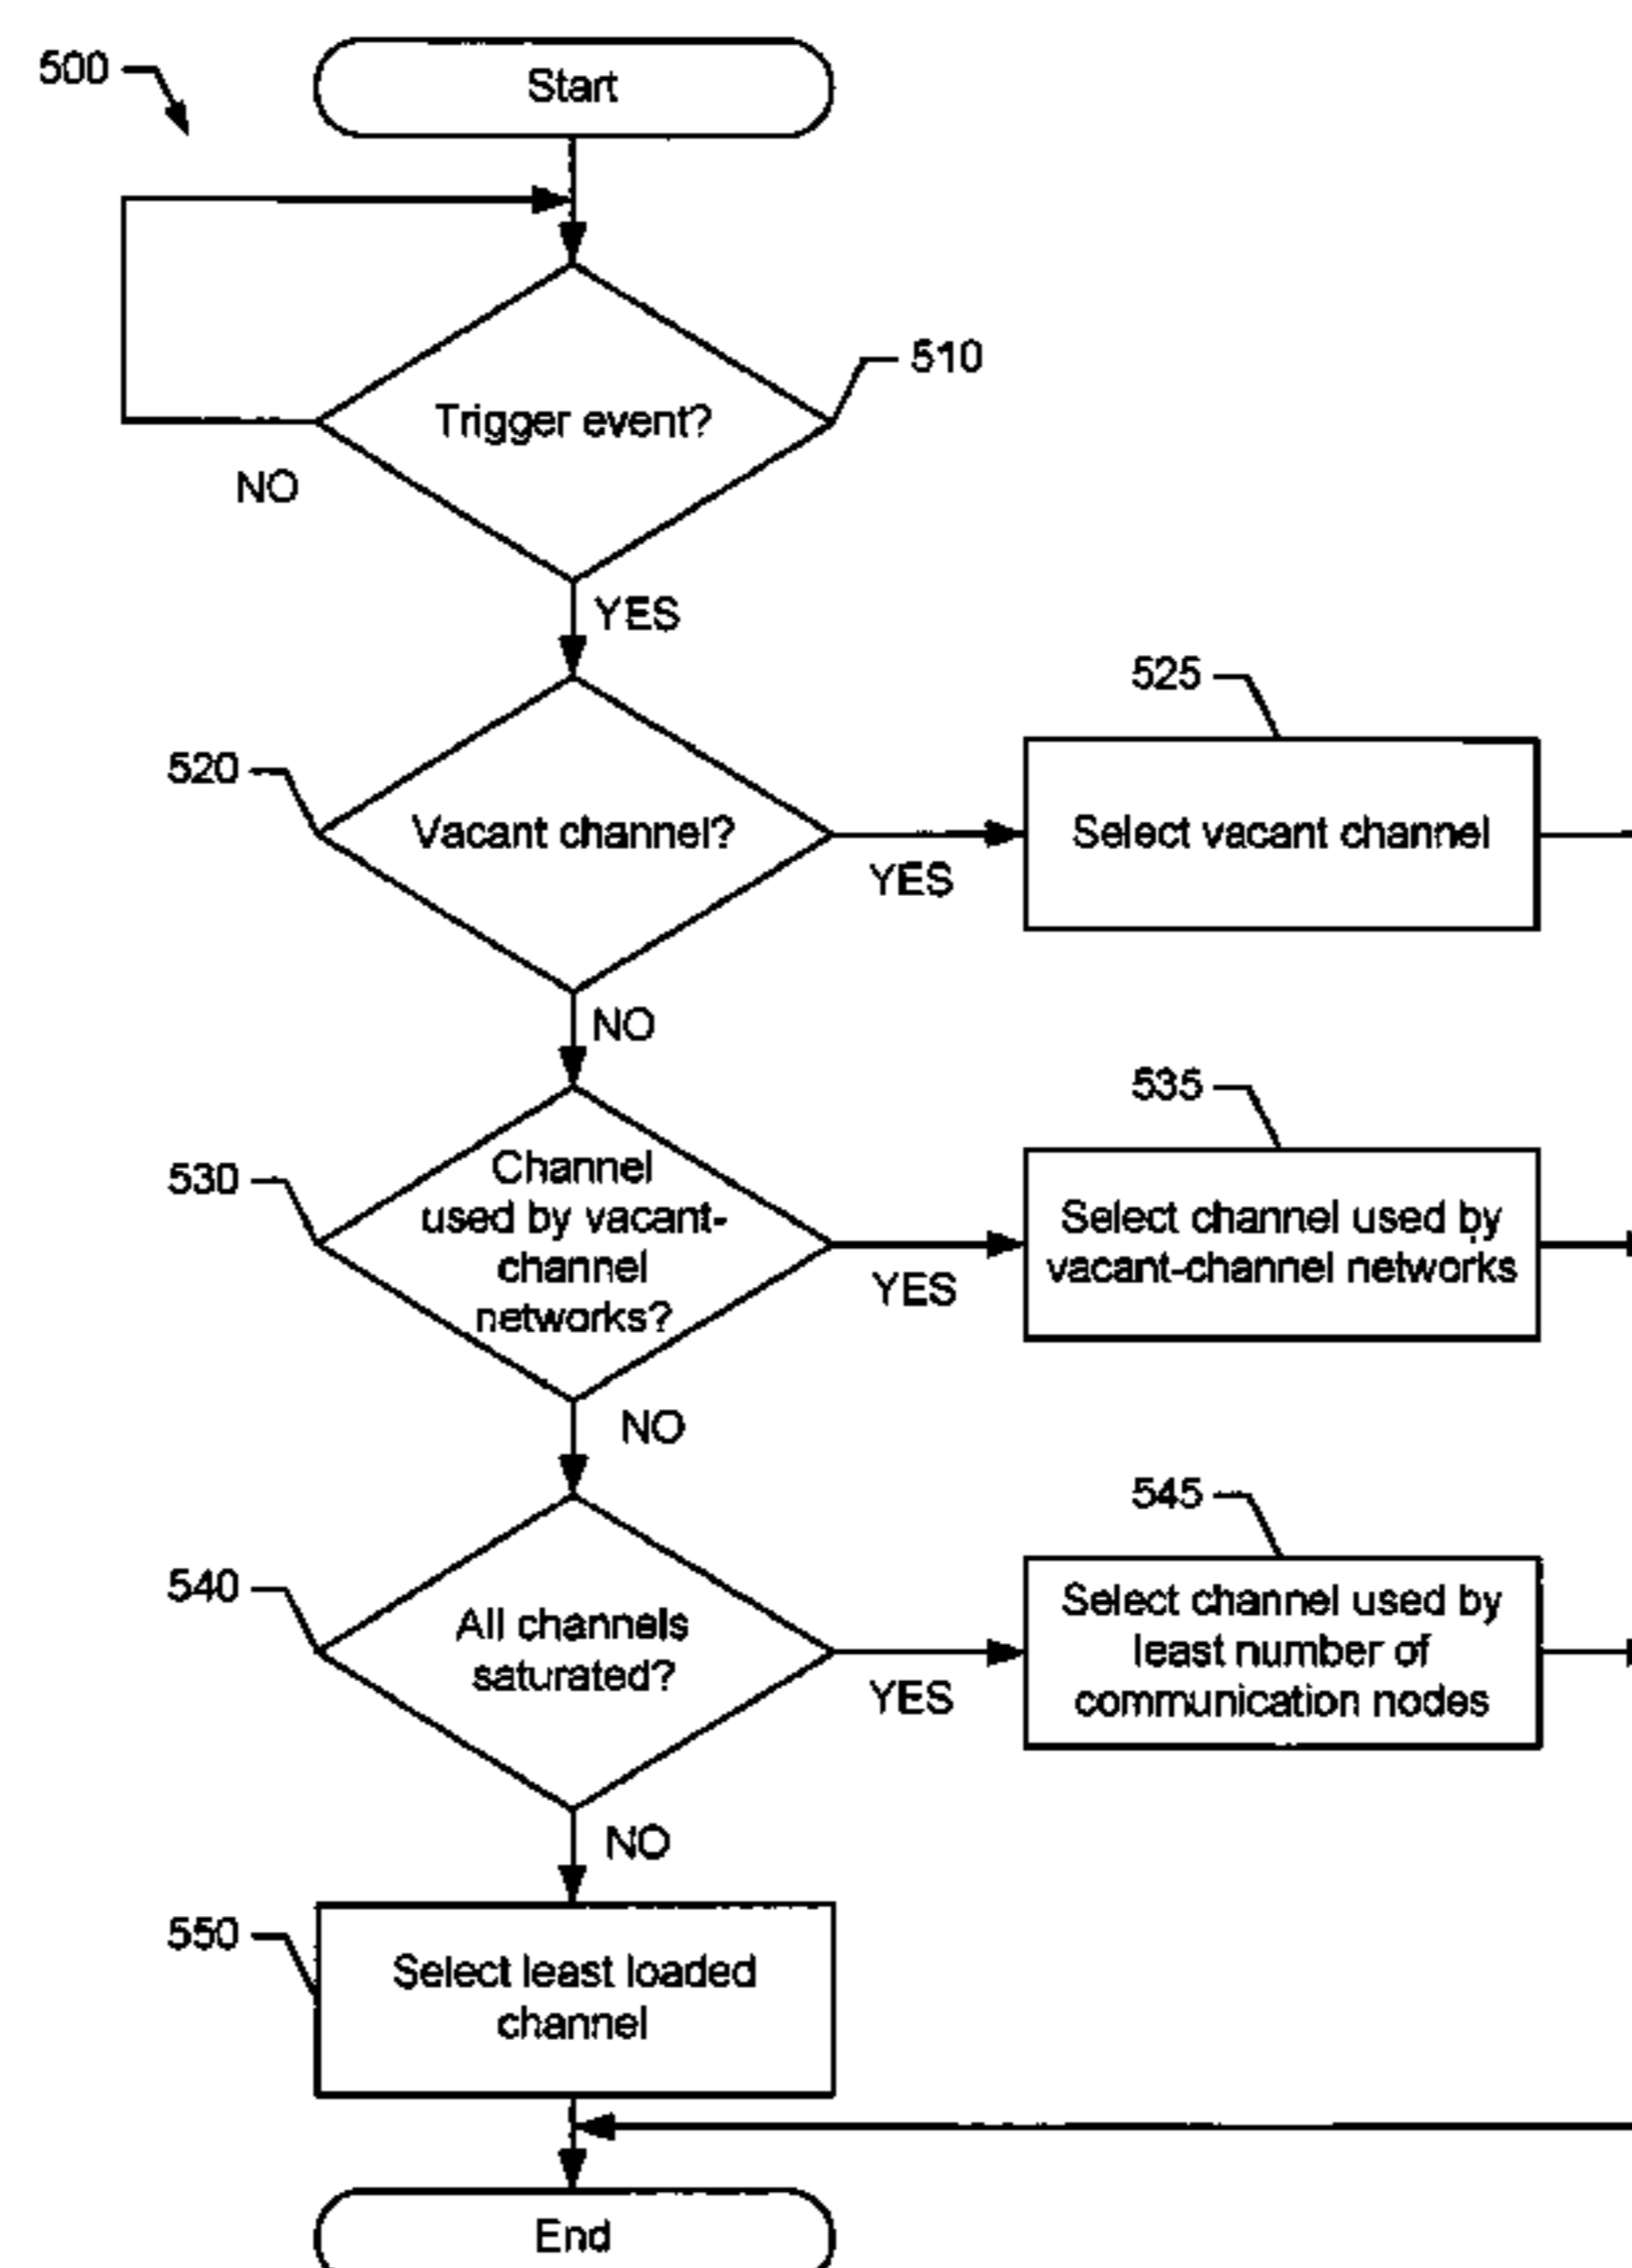 500
Start
510
Trigger event?
NO
YES
525
520
Vacant channel?
YES
Select vacant channel
NO
535
530
Channel
used by vacant-
channel
networks?
YES
Select channel used by
vacant-channel networks
NO
545
540
All channels
saturated?
YES
Select channel used by
least number of
communication nodes
NO
550
Select least loaded
channel
End